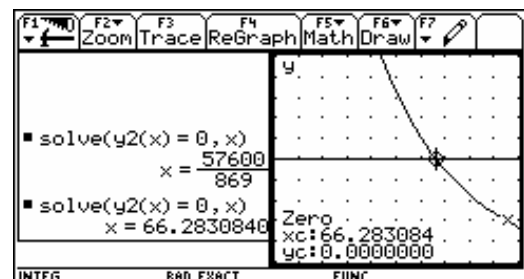 F1 F2 F3 F4 F5 F6 F7
Zoom Trace ReGraph Math Draw
y
solve(y2(x) = 0, x)
x = 57600
869
solve(y2(x) = 0, x)
x = 66.2830840
Zero
xc:66.283084
yc:0.0000000
x
INTEG RAD EXACT FUNC